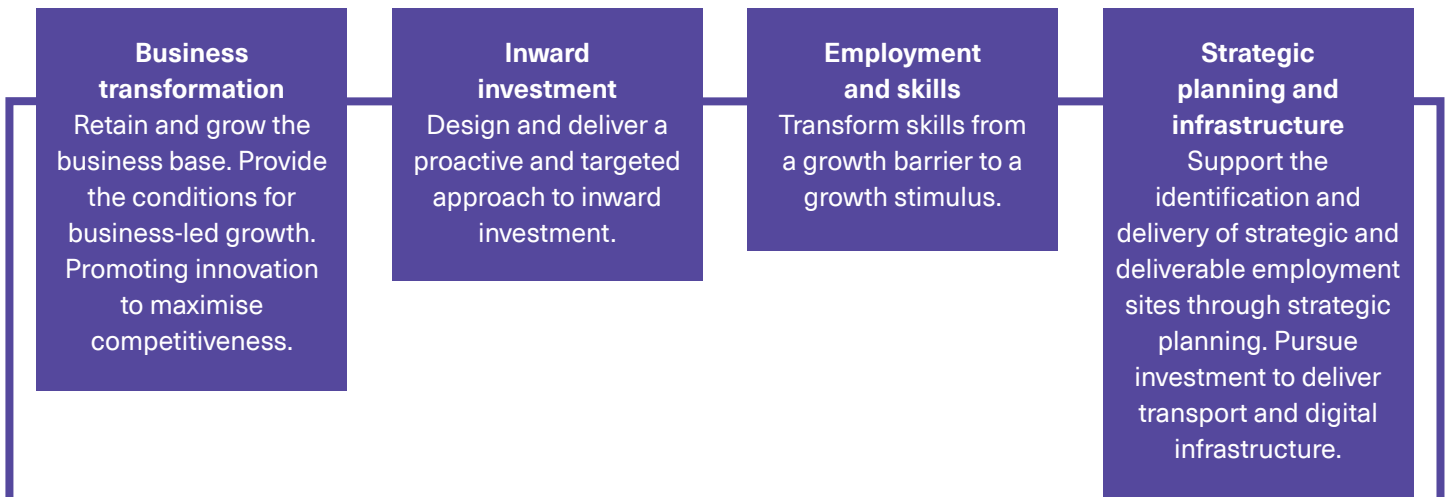 Business
transformation
Retain and grow the
business base. Provide
the conditions for
business-led growth.
Promoting innovation
to maximise
competitiveness.
Inward
investment
Design and deliver a
proactive and targeted
approach to inward
investment.
Employment
and skills
Transform skills from
a growth barrier to a
growth stimulus.
Strategic
planning and
infrastructure
Support the
identification and
delivery of strategic and
deliverable employment
sites through strategic
planning. Pursue
investment to deliver
transport and digital
infrastructure.